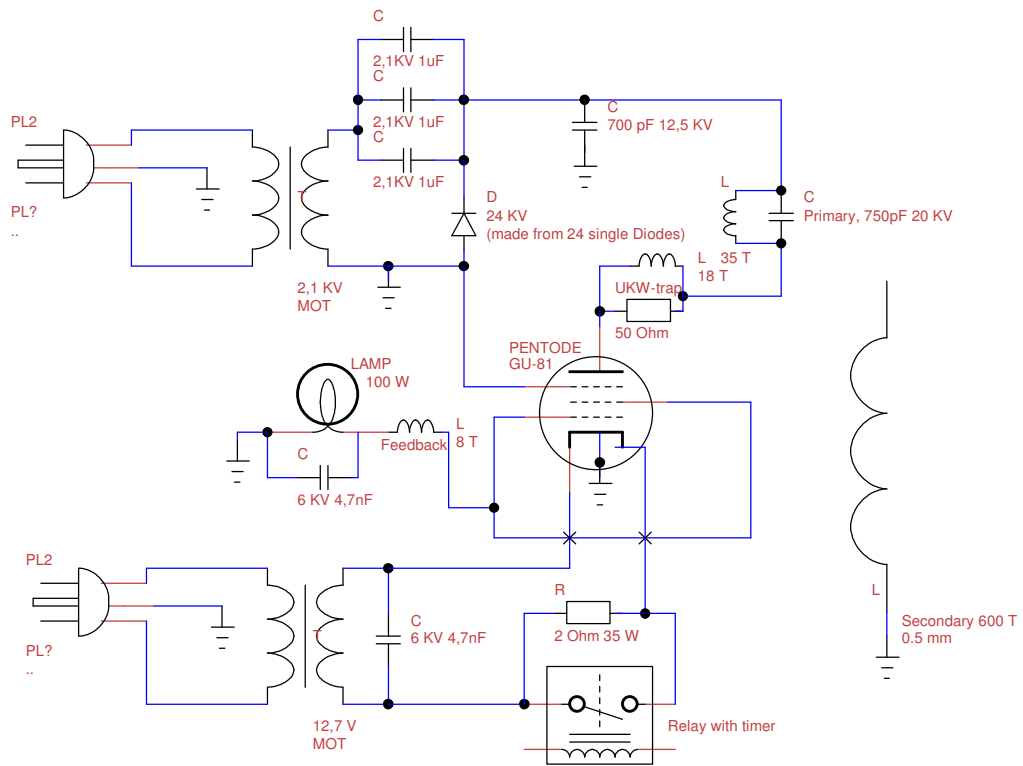 C
2,1KV 1uF
C
2,1KV 1uF
C
2,1KV 1uF
PL2
PL?
..
T
2,1 KV
MOT
C
700 pF 12,5 KV
D
24 KV
(made from 24 single Diodes)
L
35 T
C
Primary, 750pF 20 KV
L
18 T
UKW-trap
50 Ohm
PENTODE
GU-81
LAMP
100 W
C
6 KV 4,7nF
Feedback
L
8 T
PL2
PL?
..
T
12,7 V
MOT
C
6 KV 4,7nF
R
2 Ohm 35 W
Relay with timer
L
Secondary 600 T
0.5 mm